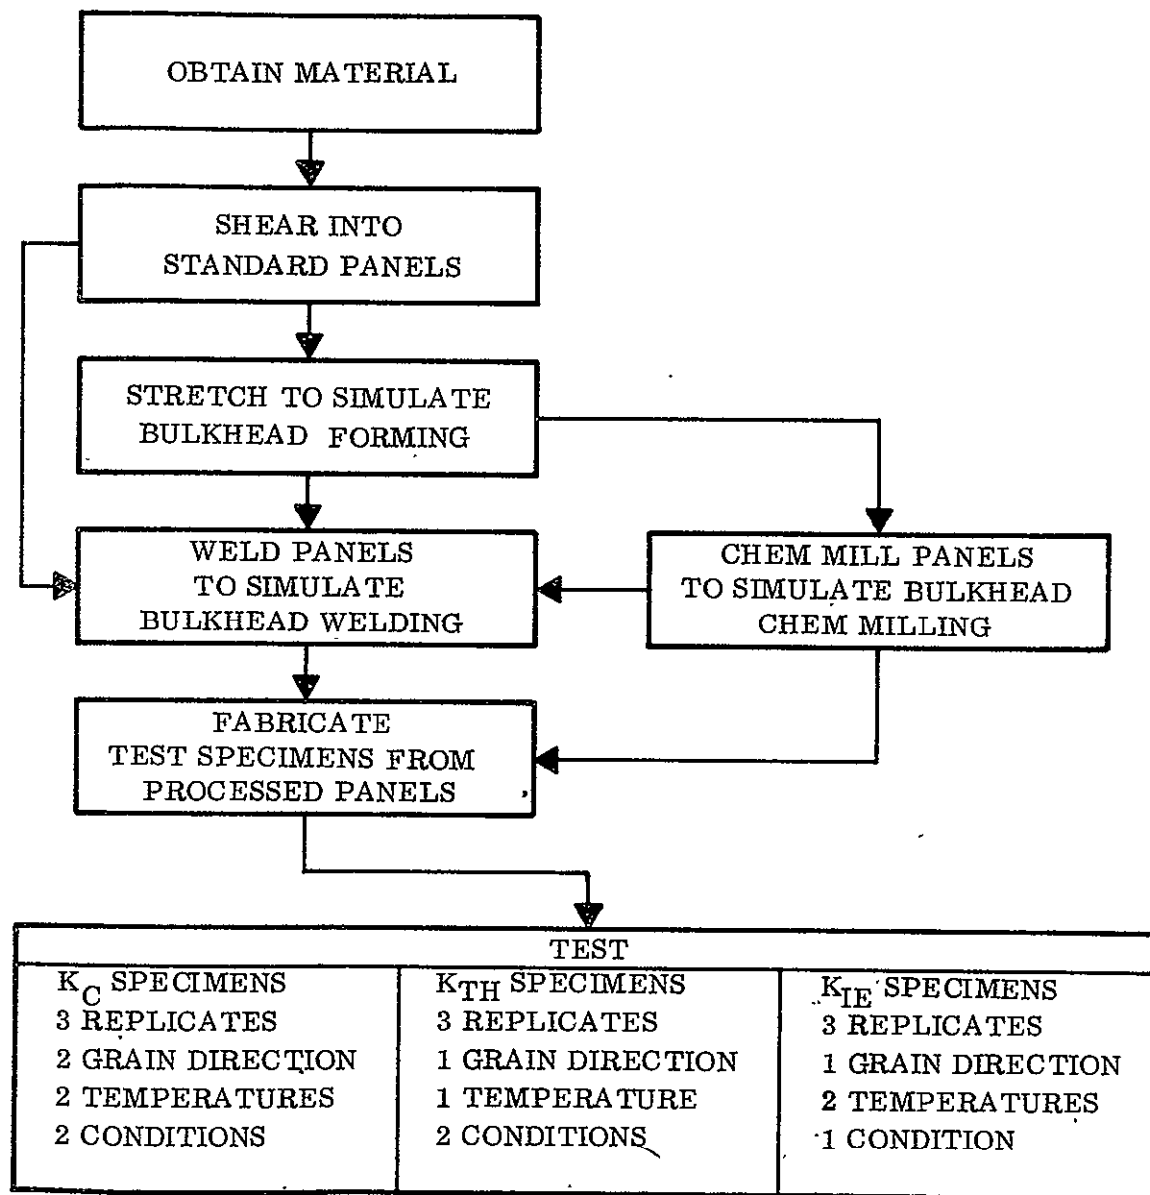 OBTAIN MATERIAL
SHEAR INTO
STANDARD PANELS
STRETCH TO SIMULATE
BULKHEAD FORMING
WELD PANELS
TO SIMULATE
BULKHEAD WELDING
CHEM MILL PANELS
TO SIMULATE BULKHEAD
CHEM MILLING
FABRICATE
TEST SPECIMENS FROM
PROCESSED PANELS
TEST
KC SPECIMENS
3 REPLICATES
2 GRAIN DIRECTION
2 TEMPERATURES
2 CONDITIONS
KTH SPECIMENS
3 REPLICATES
1 GRAIN DIRECTION
1 TEMPERATURE
2 CONDITIONS
KIE SPECIMENS
3 REPLICATES
1 GRAIN DIRECTION
2 TEMPERATURES
1 CONDITION